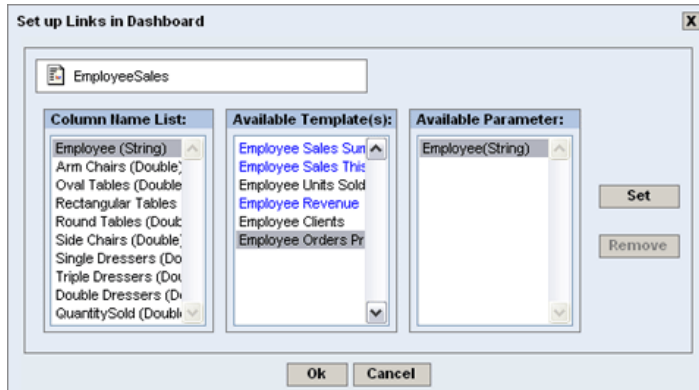 Set up Links in Dashboard
X
EmployeeSales
Column Name List:
Employee (String)
Arm Chairs (Double)
Oval Tables (Double
Rectangular Tables
Round Tables (Doub
Side Chairs (Double)
Single Dressers (Do
Triple Dressers (Dou
Double Dressers (D
QuantitySold (Double
Available Template(s):
Employee Sales Sum
Employee Sales This
Employee Units Sold
Employee Revenue
Employee Clients
Employee Orders Pr
Available Parameter:
Employee(String)
Set
Remove
Ok
Cancel